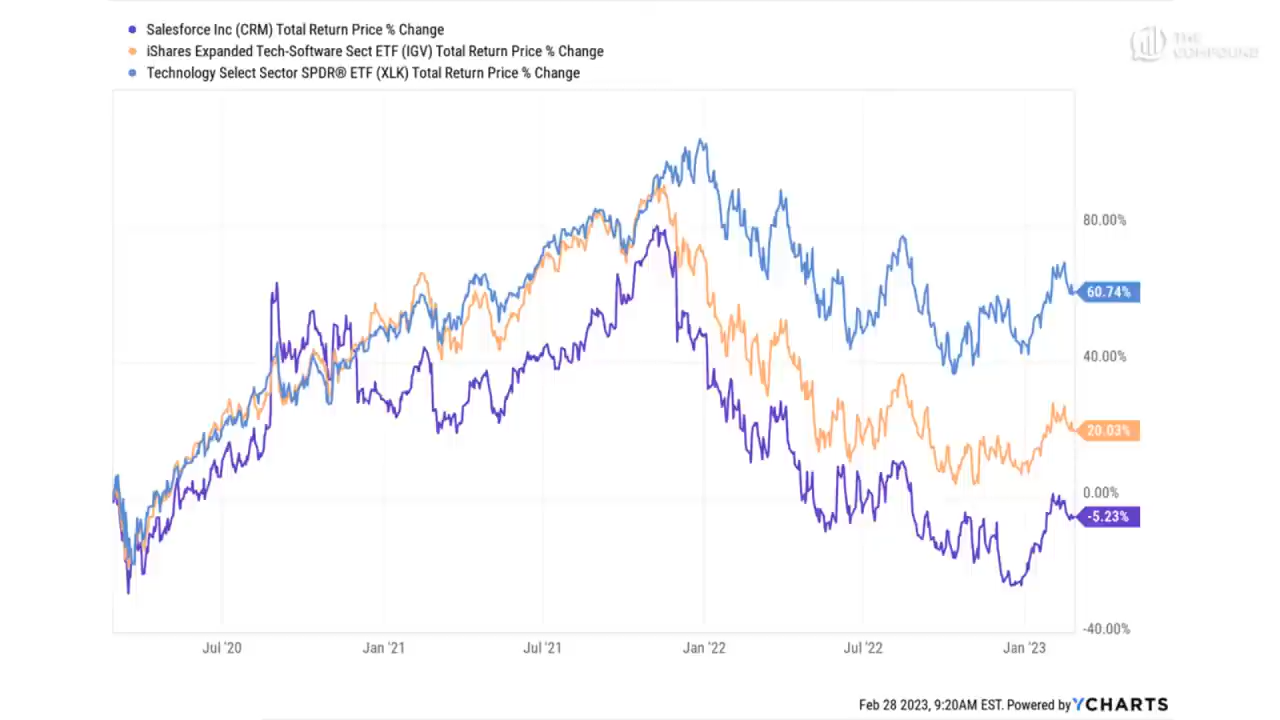 Salesforce Inc (CRM) Total Return Price % Change
iShares Expanded Tech-Software Sect ETF (IGV) Total Return Price % Change
Technology Select Sector SPDR® ETF (XLK) Total Return Price % Change
THE
COMPOUND
80.00%
60.74%
40.00%
20.03%
0.00%
-5.23%
-40.00%
Jul '20
Jan '21
Jul '21
Jan '22
Jul '22
Jan '23
Feb 28 2023, 9:20AM EST. Powered by YCHARTS